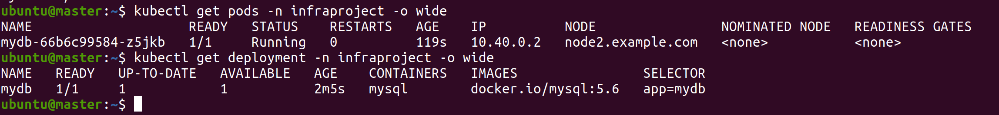 ubuntu@master:~$ kubectl get pods -n infraproject -o wide
NAME                    READY   STATUS    RESTARTS   AGE    IP          NODE                NOMINATED NODE   READINESS GATES
mydb-66b6c99584-z5jkb   1/1     Running   0          119s   10.40.0.2   node2.example.com   <none>           <none>
ubuntu@master:~$ kubectl get deployment -n infraproject -o wide
NAME   READY   UP-TO-DATE   AVAILABLE   AGE    CONTAINERS   IMAGES                SELECTOR
mydb   1/1     1            1           2m5s   mysql        docker.io/mysql:5.6   app=mydb
ubuntu@master:~$